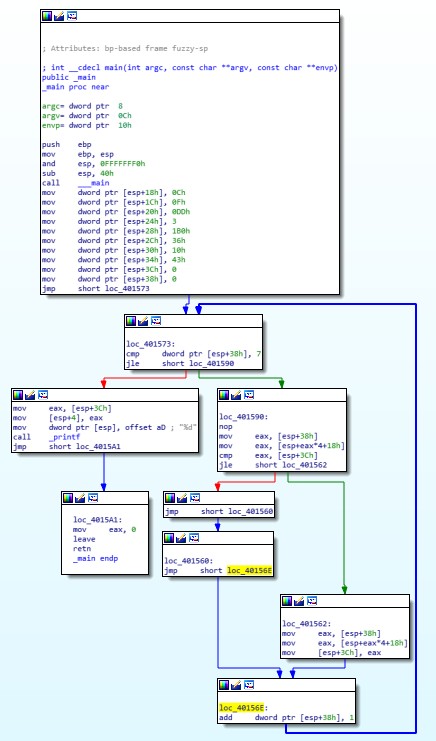 ; Attributes: bp-based frame fuzzy-sp
; int __cdecl main(int argc, const char **argv, const char **envp)
public _main
_main proc near
argc= dword ptr 8
argv= dword ptr 0Ch
envp= dword ptr 10h
push ebp
mov ebp, esp
and esp, 0FFFFFFF0h
sub esp, 40h
call ___main
mov dword ptr [esp+18h], 0Ch
mov dword ptr [esp+1Ch], 0Fh
mov dword ptr [esp+20h], 0DDh
mov dword ptr [esp+24h], 3
mov dword ptr [esp+28h], 1B0h
mov dword ptr [esp+2Ch], 36h
mov dword ptr [esp+30h], 10h
mov dword ptr [esp+34h], 43h
mov dword ptr [esp+3Ch], 0
mov dword ptr [esp+38h], 0
jmp short loc_401573
loc_401573:
cmp dword ptr [esp+38h], 7
jle short loc_401590
mov eax, [esp+3Ch]
mov [esp+4], eax
mov dword ptr [esp], offset aD ; "%d"
call _printf
jmp short loc_4015A1
loc_401590:
nop
mov eax, [esp+38h]
mov eax, [esp+eax*4+18h]
cmp eax, [esp+3Ch]
jle short loc_401562
loc_4015A1:
mov eax, 0
leave
retn
_main endp
jmp short loc_401560
loc_401560:
jmp short loc_40156E
loc_401562:
mov eax, [esp+38h]
mov eax, [esp+eax*4+18h]
mov [esp+3Ch], eax
loc_40156E:
add dword ptr [esp+38h], 1